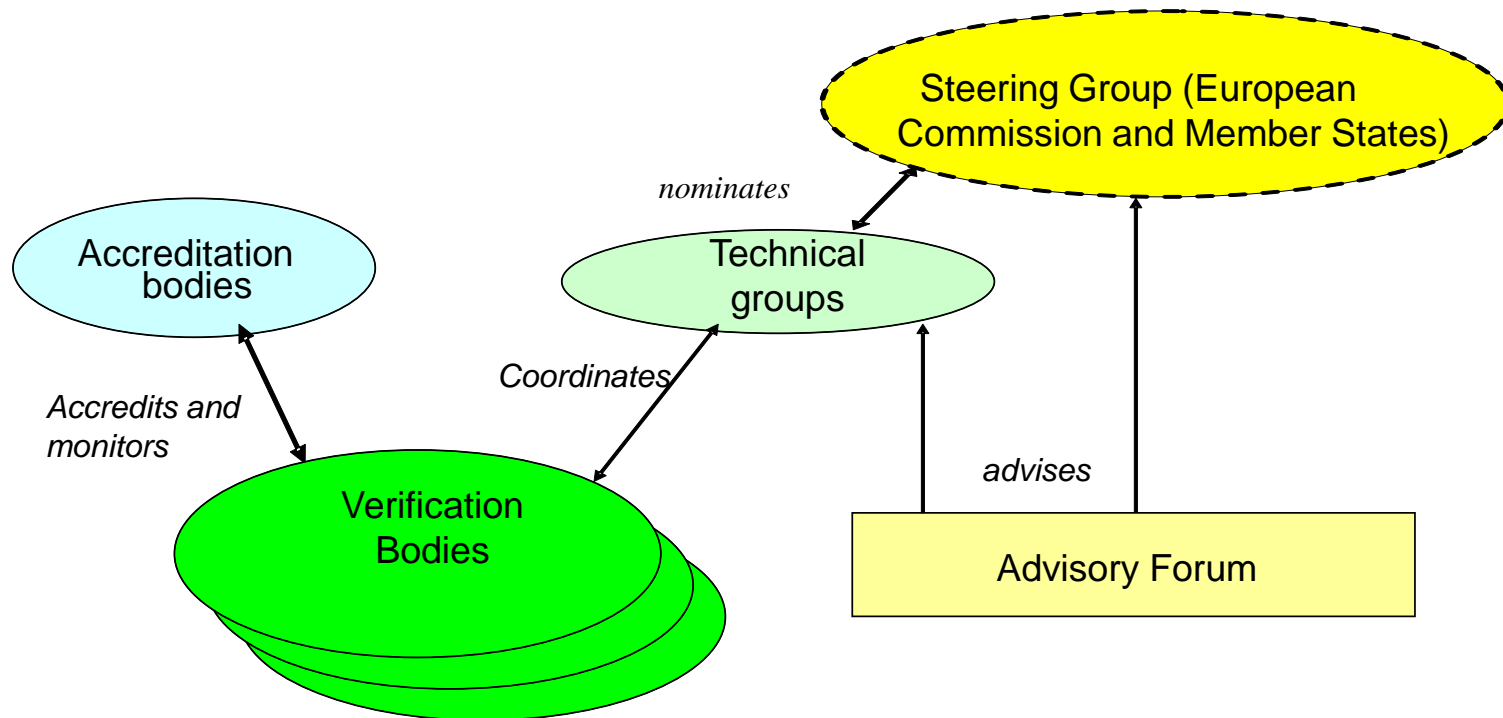 Steering Group (European
Commission and Member States)
nominates
Accreditation
bodies
Technical
groups
Coordinates
Accredits and
monitors
advises
Verification
Bodies
Advisory Forum